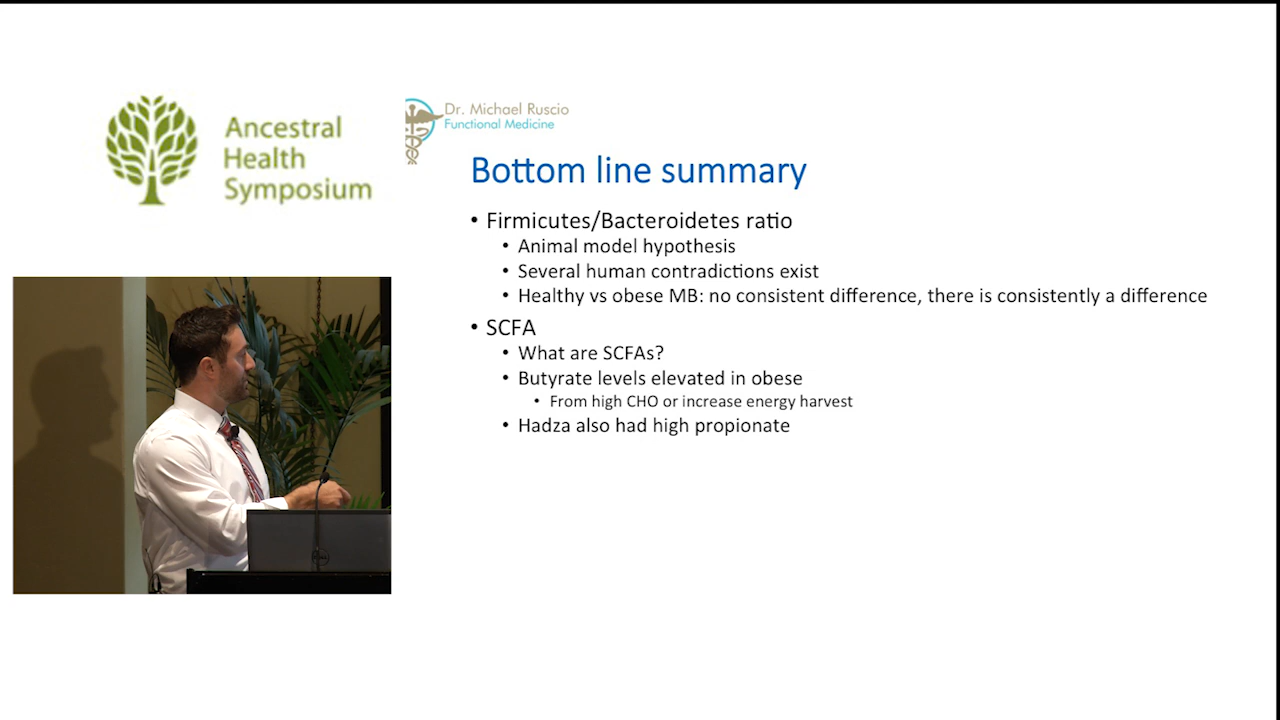 Ancestral
Health
Symposium
Dr. Michael Ruscio
Functional Medicine
Bottom line summary
• Firmicutes/Bacteroidetes ratio
• Animal model hypothesis
• Several human contradictions exist
• Healthy vs obese MB: no consistent difference, there is consistently a difference
• SCFA
• What are SCFAs?
• Butyrate levels elevated in obese
• From high CHO or increase energy harvest
• Hadza also had high propionate